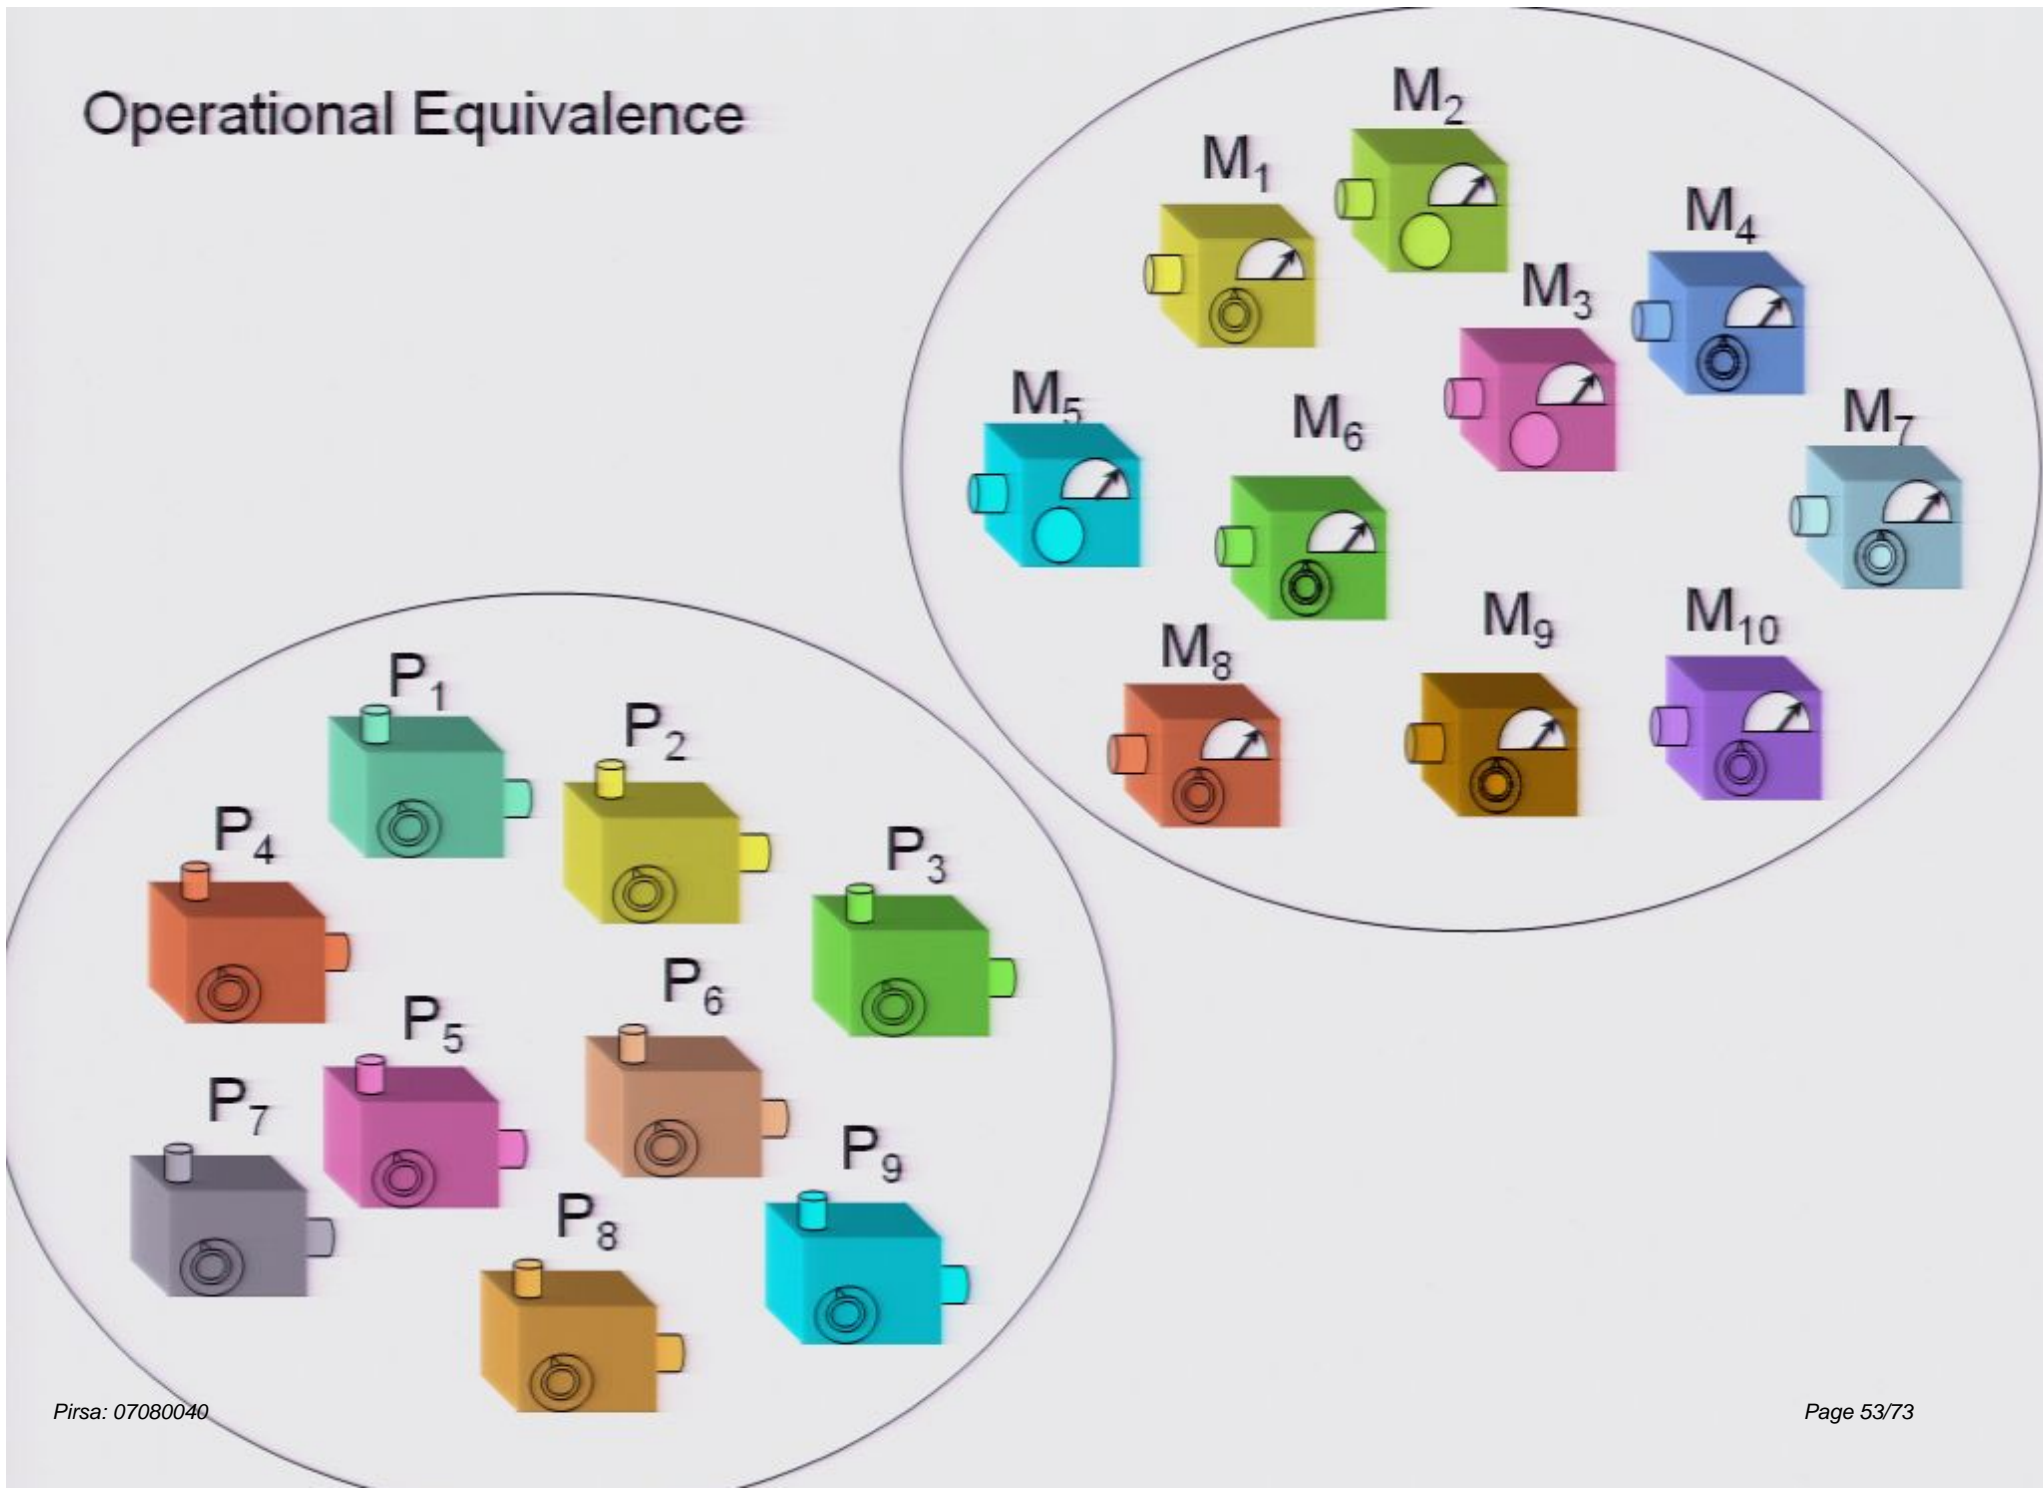 Operational Equivalence
M2
M1
M4
M3
M5
M6
M7
M9
M10
M8
P1
P2
P4
P3
P6
P5
P7
P9
P8
Pirsa: 07080040
Page 53/73